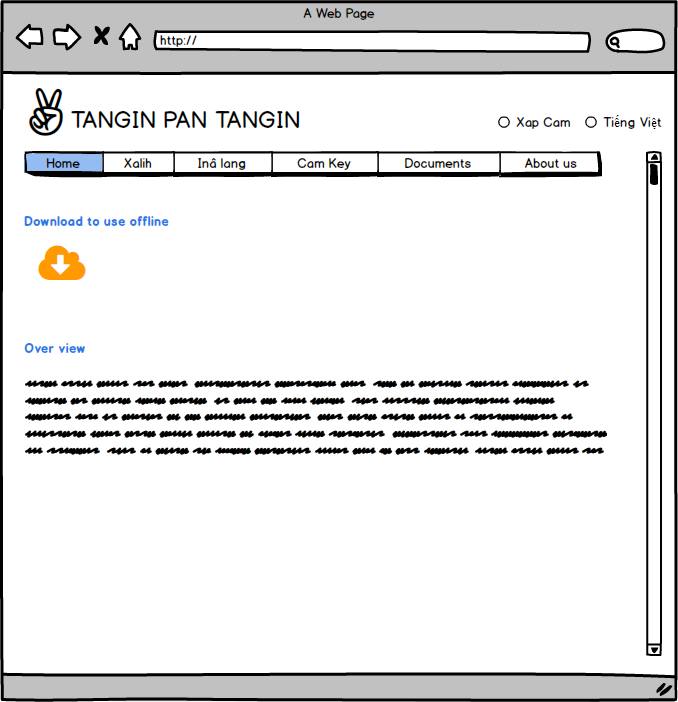 A Web Page
http://
TANGIN PAN TANGIN
Xap Cam Tiếng Việt
Home Xalih Inâ lang Cam Key Documents About us
Download to use offline
Over view